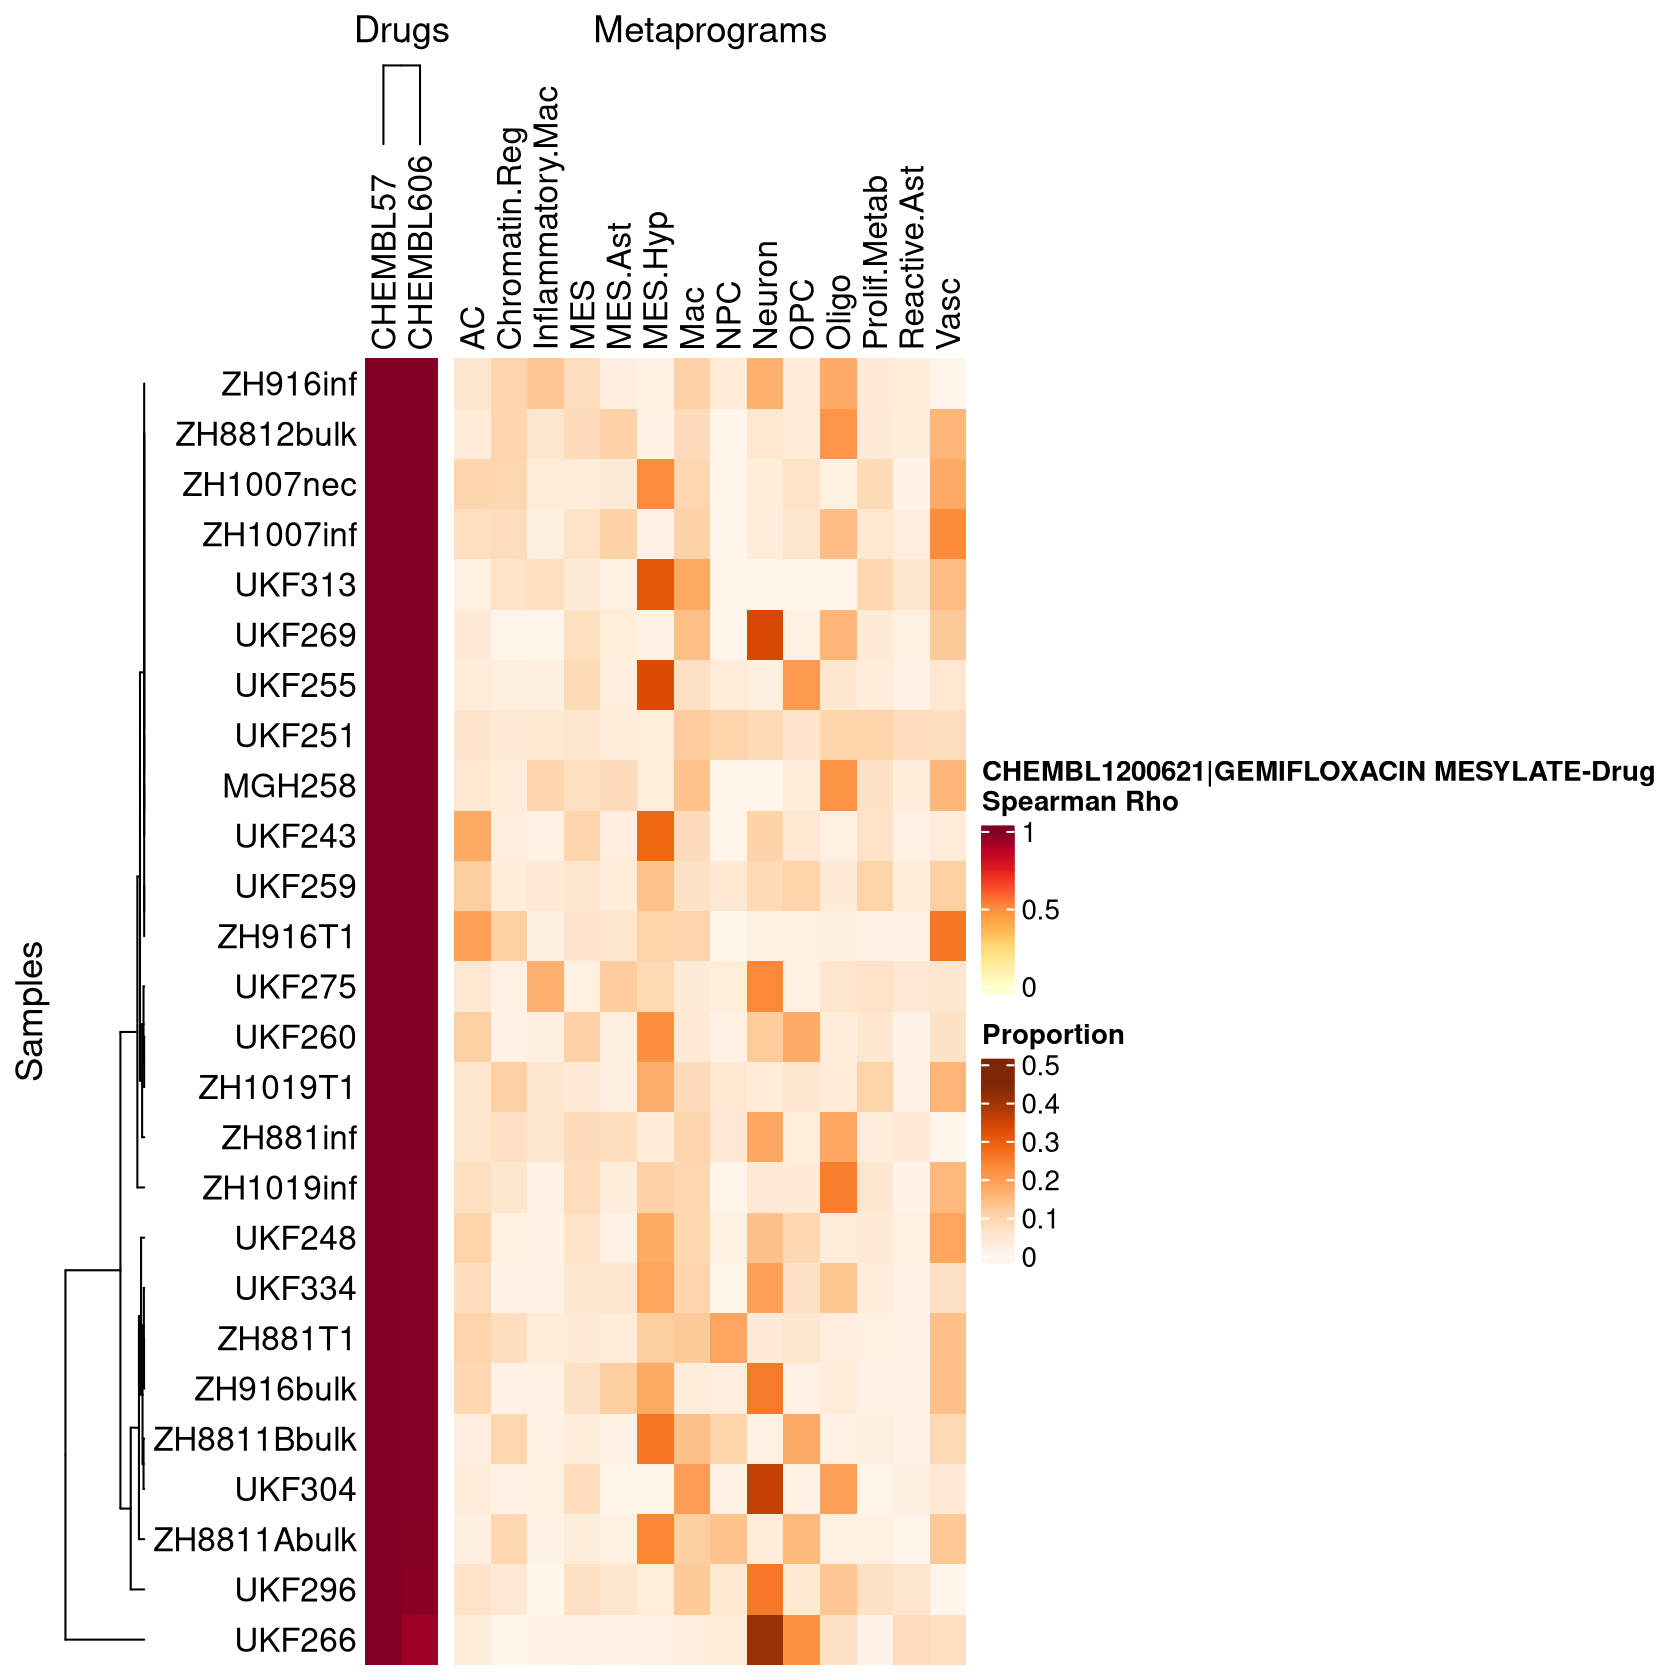 Drugs
Metaprograms
CHEMBL57
CHEMBL606
AC
Chromatin.Reg
Inflammatory.Mac
MES
MES.Ast
MES.Hyp
Mac
NPC
Neuron
OPC
Oligo
Prolif.Metab
Reactive.Ast
Vasc
Samples
ZH916inf
ZH8812bulk
ZH1007nec
ZH1007inf
UKF313
UKF269
UKF255
UKF251
MGH258
UKF243
UKF259
ZH916T1
UKF275
UKF260
ZH1019T1
ZH881inf
ZH1019inf
UKF248
UKF334
ZH881T1
ZH916bulk
ZH8811Bbulk
UKF304
ZH8811Abulk
UKF296
UKF266
CHEMBL1200621|GEMIFLOXACIN MESYLATE-Drug
Spearman Rho
1
0.5
0
Proportion
0.5
0.4
0.3
0.2
0.1
0